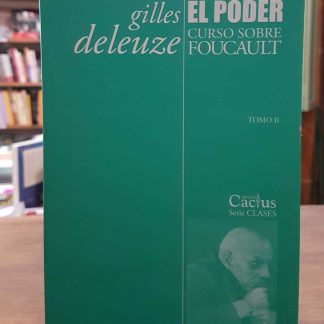 gilles
deleuze
EL PODER
CURSO SOBRE
FOUCAULT
TOMO II
Cactus
Serie CLASES